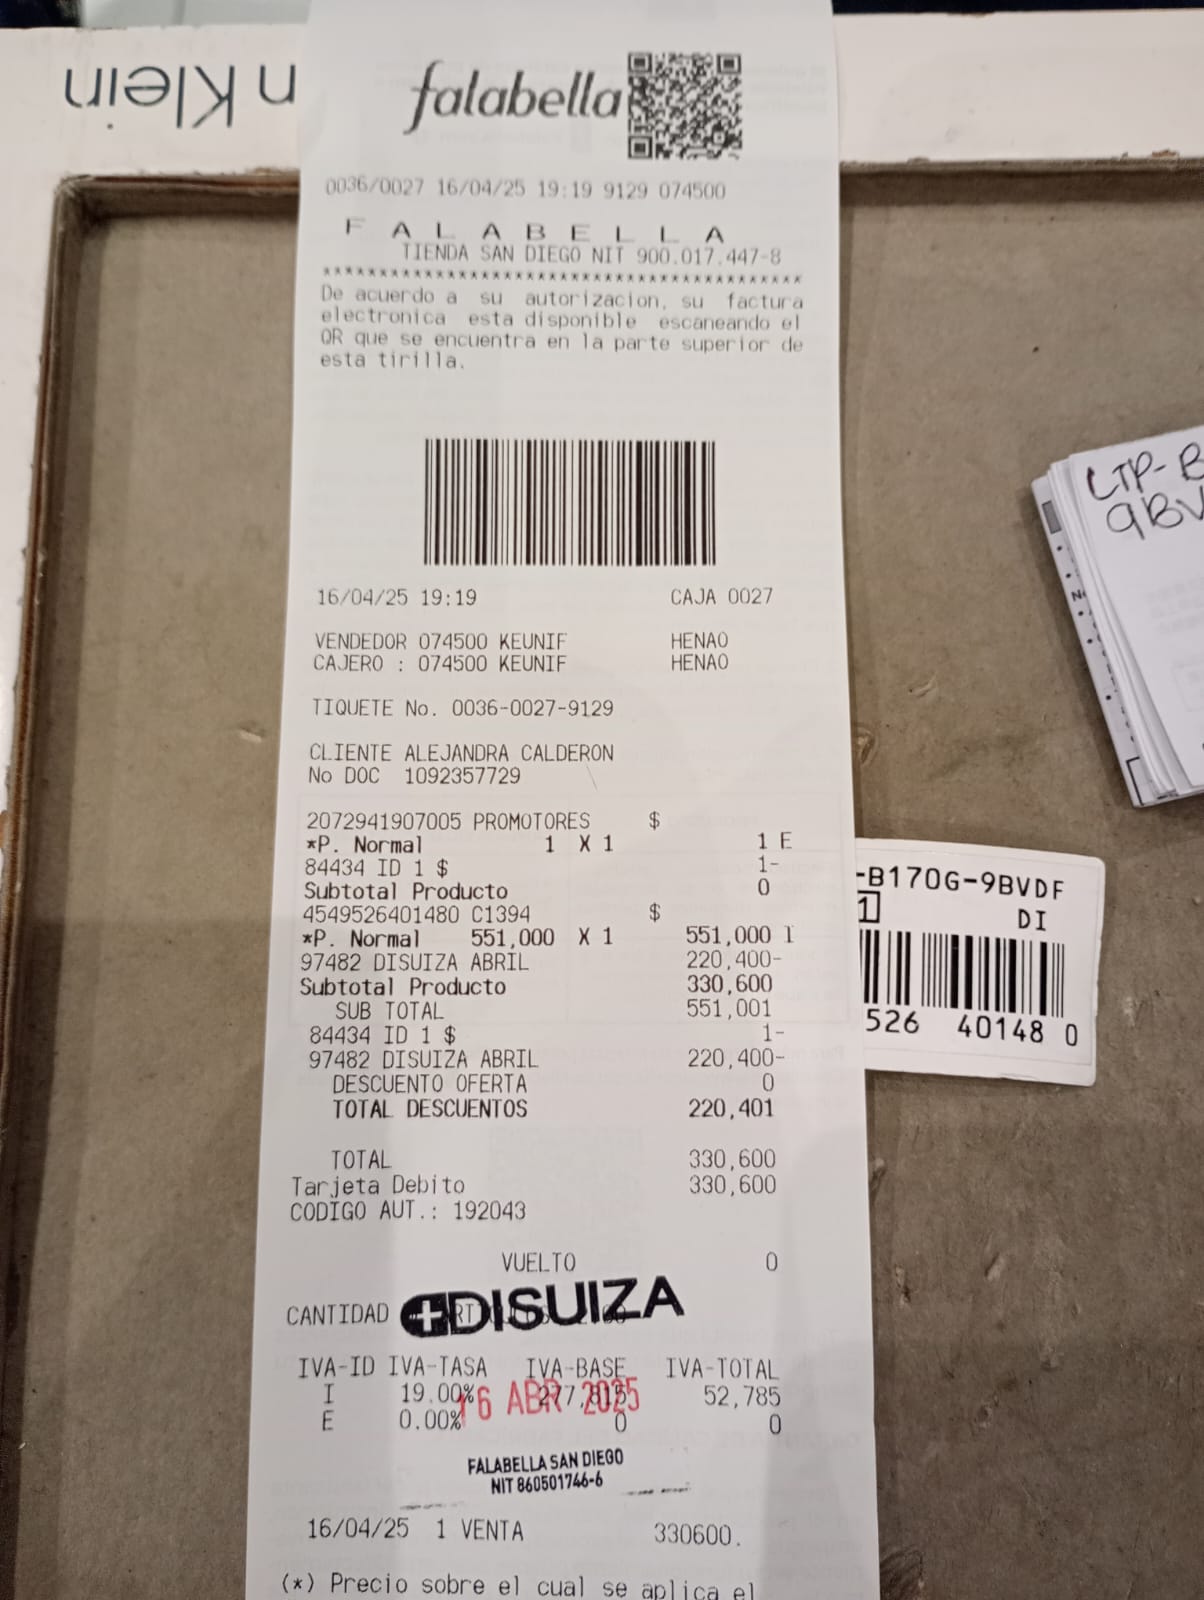 n Klein
falabella
0036/0027 16/04/25 19:19 9129 074500
F A L A B E L L A
TIENDA SAN DIEGO NIT 900.017.447-8
****************************************
De acuerdo a su autorizacion, su factura
electronica esta disponible escaneando el
QR que se encuentra en la parte superior de
esta tirilla.
16/04/25 19:19 CAJA 0027
VENDEDOR 074500 KEUNIF HENAO
CAJERO : 074500 KEUNIF HENAO
TIQUETE No. 0036-0027-9129
CLIENTE ALEJANDRA CALDERON
No DOC 1092357729
2072941907005 PROMOTORES $
*P. Normal 1 X 1 1 E
84434 ID 1 $ 1-
Subtotal Producto 0
4549526401480 C1394 $
*P. Normal 551,000 X 1 551,000 I
97482 DISUIZA ABRIL 220,400-
Subtotal Producto 330,600
SUB TOTAL 551,001
84434 ID 1 $ 1-
97482 DISUIZA ABRIL 220,400-
DESCUENTO OFERTA 0
TOTAL DESCUENTOS 220,401
TOTAL 330,600
Tarjeta Debito 330,600
CODIGO AUT.: 192043
VUELTO 0
CANTIDAD
DISUIZA
IVA-ID IVA-TASA IVA-BASE IVA-TOTAL
I 19.00% 277,815 52,785
16 ABR 2025
E 0.00% 0 0
FALABELLA SAN DIEGO
NIT 860501746-6
16/04/25 1 VENTA 330600.
(*) Precio sobre el cual se aplica el
LTP-B
9BV
-B170G-9BVDF
1 DI
526 40148 0